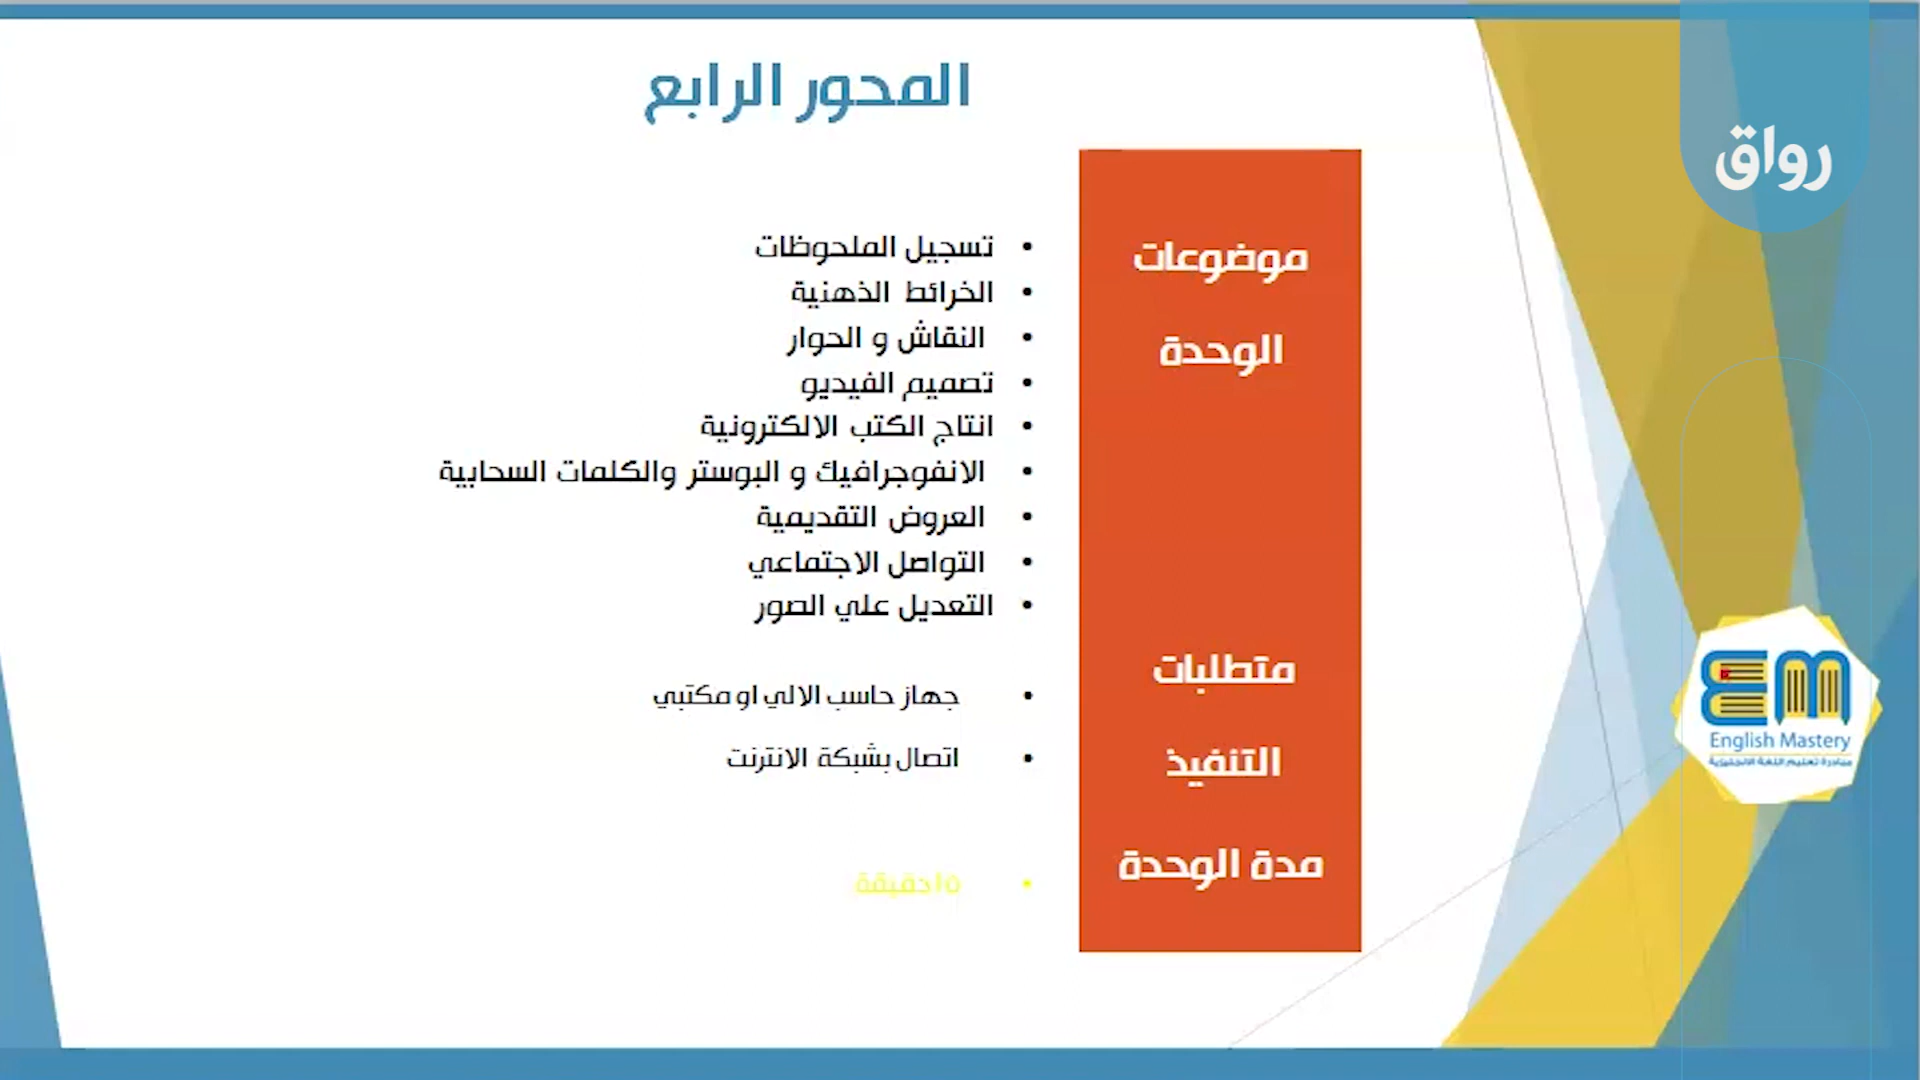 المحور الرابع
رواق
موضوعات
الوحدة
• تسجيل الملحوظات
• الخرائط الذهنية
• النقاش و الحوار
• تصميم الفيديو
• انتاج الكتب الالكترونية
• الانفوجرافيك و البوستر والكلمات السحابية
• العروض التقديمية
• التواصل الاجتماعي
• التعديل علي الصور
متطلبات
التنفيذ
• جهاز حاسب الالي او مكتبي
• اتصال بشبكة الانترنت
مدة الوحدة
• ١٥دقيقة
EM
English Mastery
مبادرة تعليم اللغة الانجليزية